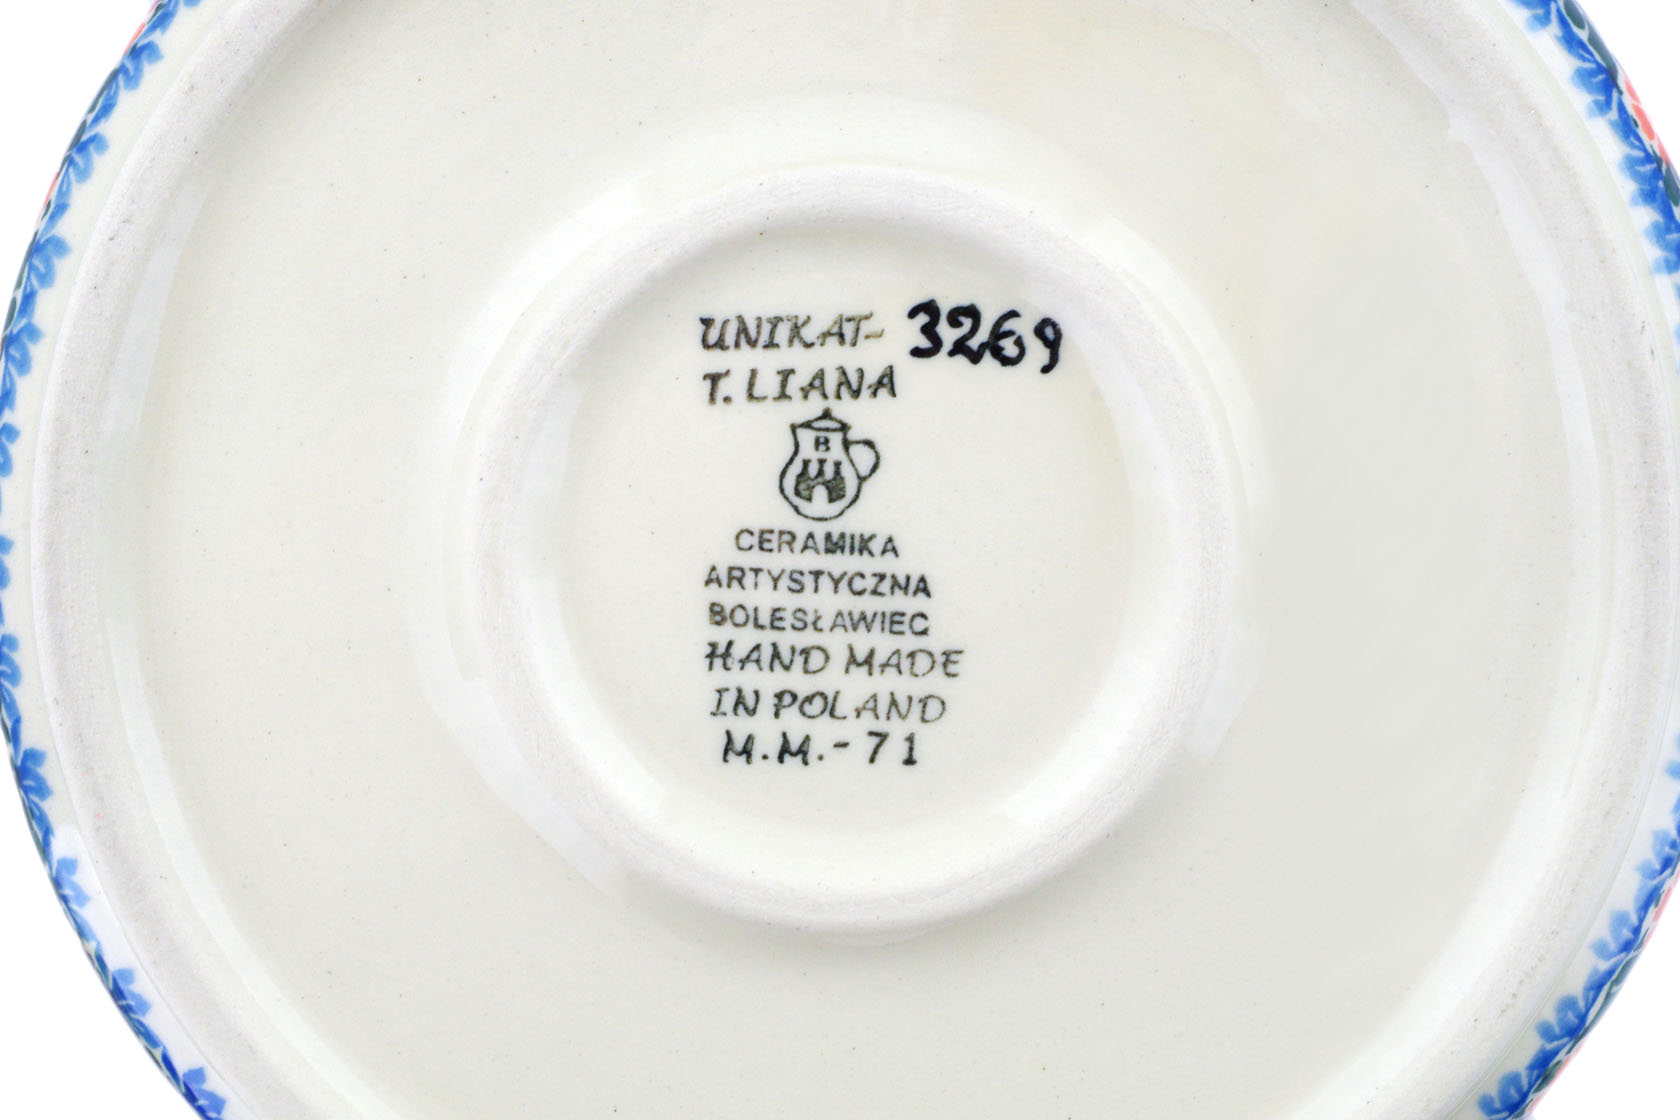 UNIKAT- 3269
T. LIANA
B
CERAMIKA
ARTYSTYCZNA
BOLESŁAWIEC
HAND MADE
IN POLAND
M.M.-71